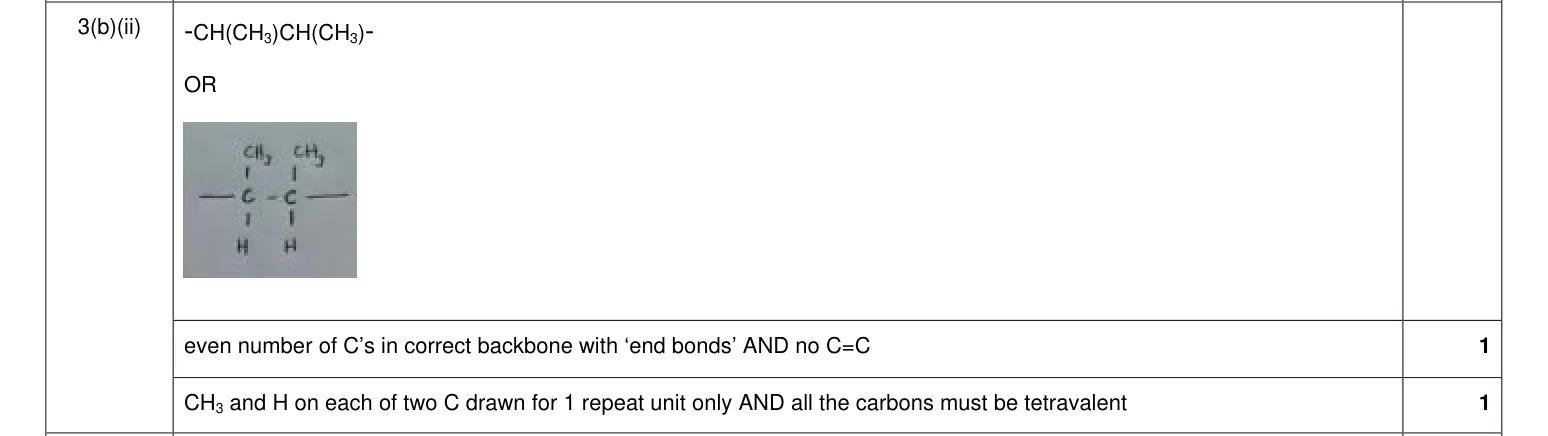 3(b)(ii)
-CH(CH₃)CH(CH₃)-
OR
CH₃ CH₃
C - C
H H
even number of C's in correct backbone with ‘end bonds’ AND no C=C 1
CH₃ and H on each of two C drawn for 1 repeat unit only AND all the carbons must be tetravalent 1